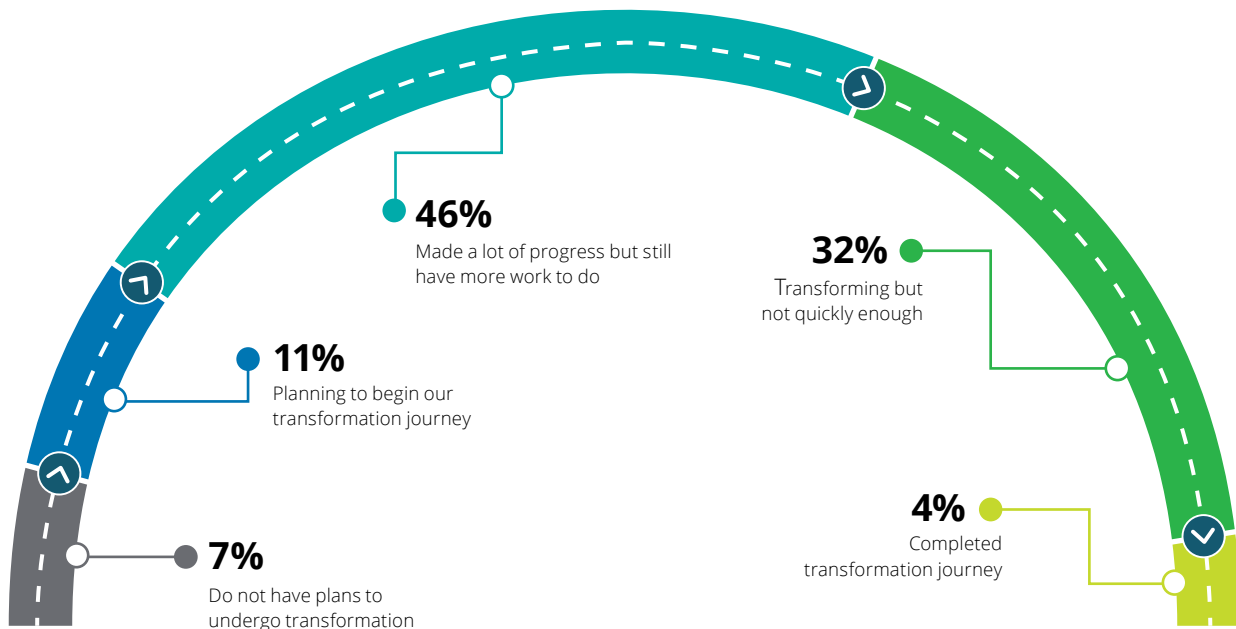 46%
Made a lot of progress but still
have more work to do
32%
Transforming but
not quickly enough
11%
Planning to begin our
transformation journey
4%
Completed
transformation journey
7%
Do not have plans to
undergo transformation